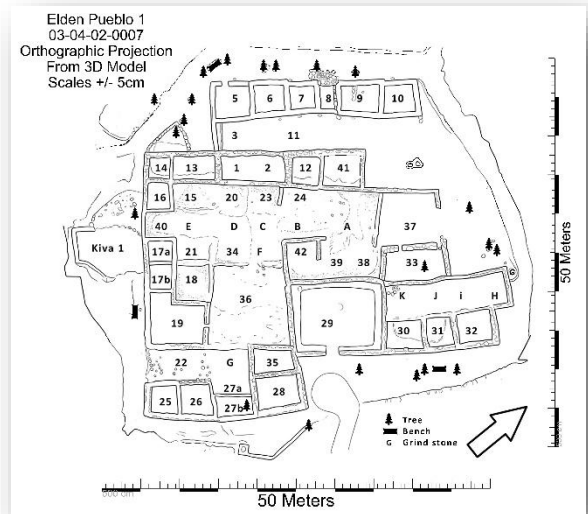 Elden Pueblo 1
03-04-02-0007
Orthographic Projection
From 3D Model
Scales +/- 5cm
5 6 7 8 9 10
3 11
14 13 1 2 12 41
16 15 20 23 24
40 E D C B A 37
Kiva 1
17a 21 34 F 42 39 38 33
17b 18 36 G
K J i H
19 29 30 31 32
22 G 35
27a
25 26 27b 28
Tree
Bench
G Grind stone
50 Meters
50 Meters